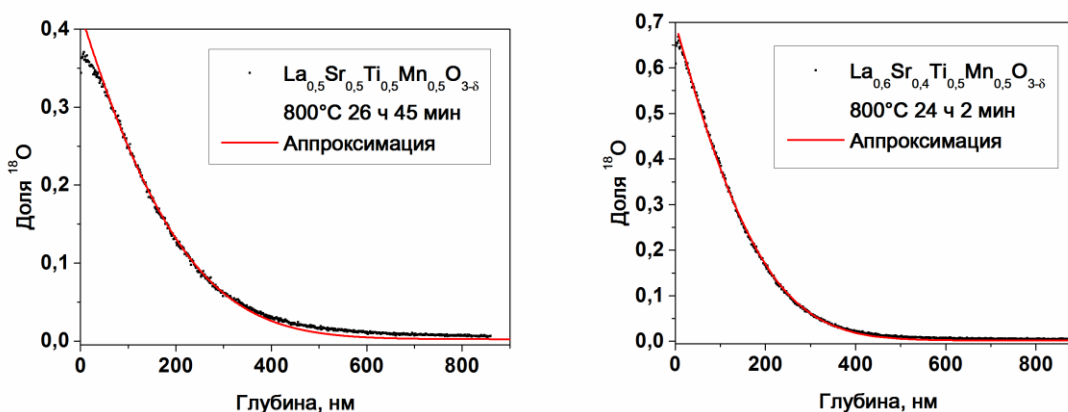 0,4
0,3
0,2
0,1
0,0
Доля ¹⁸O
La₀,₅Sr₀,₅Ti₀,₅Mn₀,₅O₃₋δ
800°C 26 ч 45 мин
Аппроксимация
0 200 400 600 800
Глубина, нм
0,7
0,6
0,5
0,4
0,3
0,2
0,1
0,0
Доля ¹⁸O
La₀,₆Sr₀,₄Ti₀,₅Mn₀,₅O₃₋δ
800°C 24 ч 2 мин
Аппроксимация
0 200 400 600 800
Глубина, нм